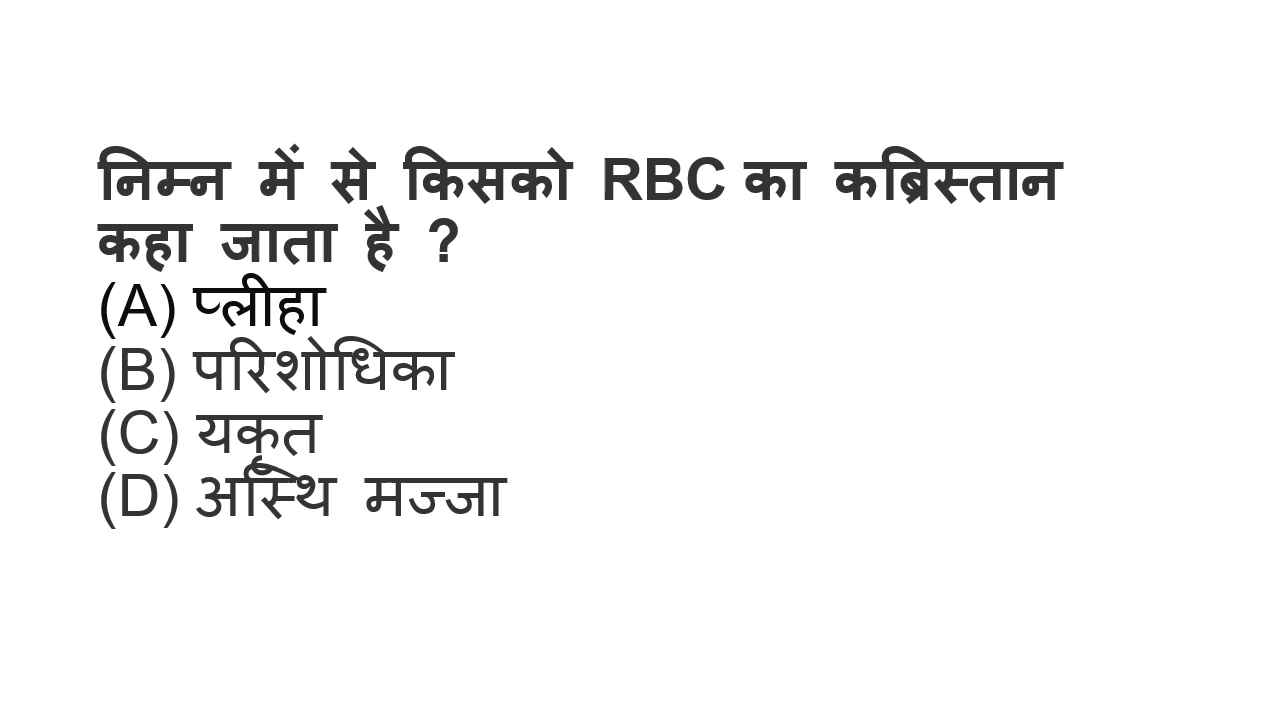 निम्न में से किसको RBC का कब्रिस्तान
कहा जाता है ?
(A) प्लीहा
(B) परिशोधिका
(C) यकृत
(D) अस्थि मज्जा